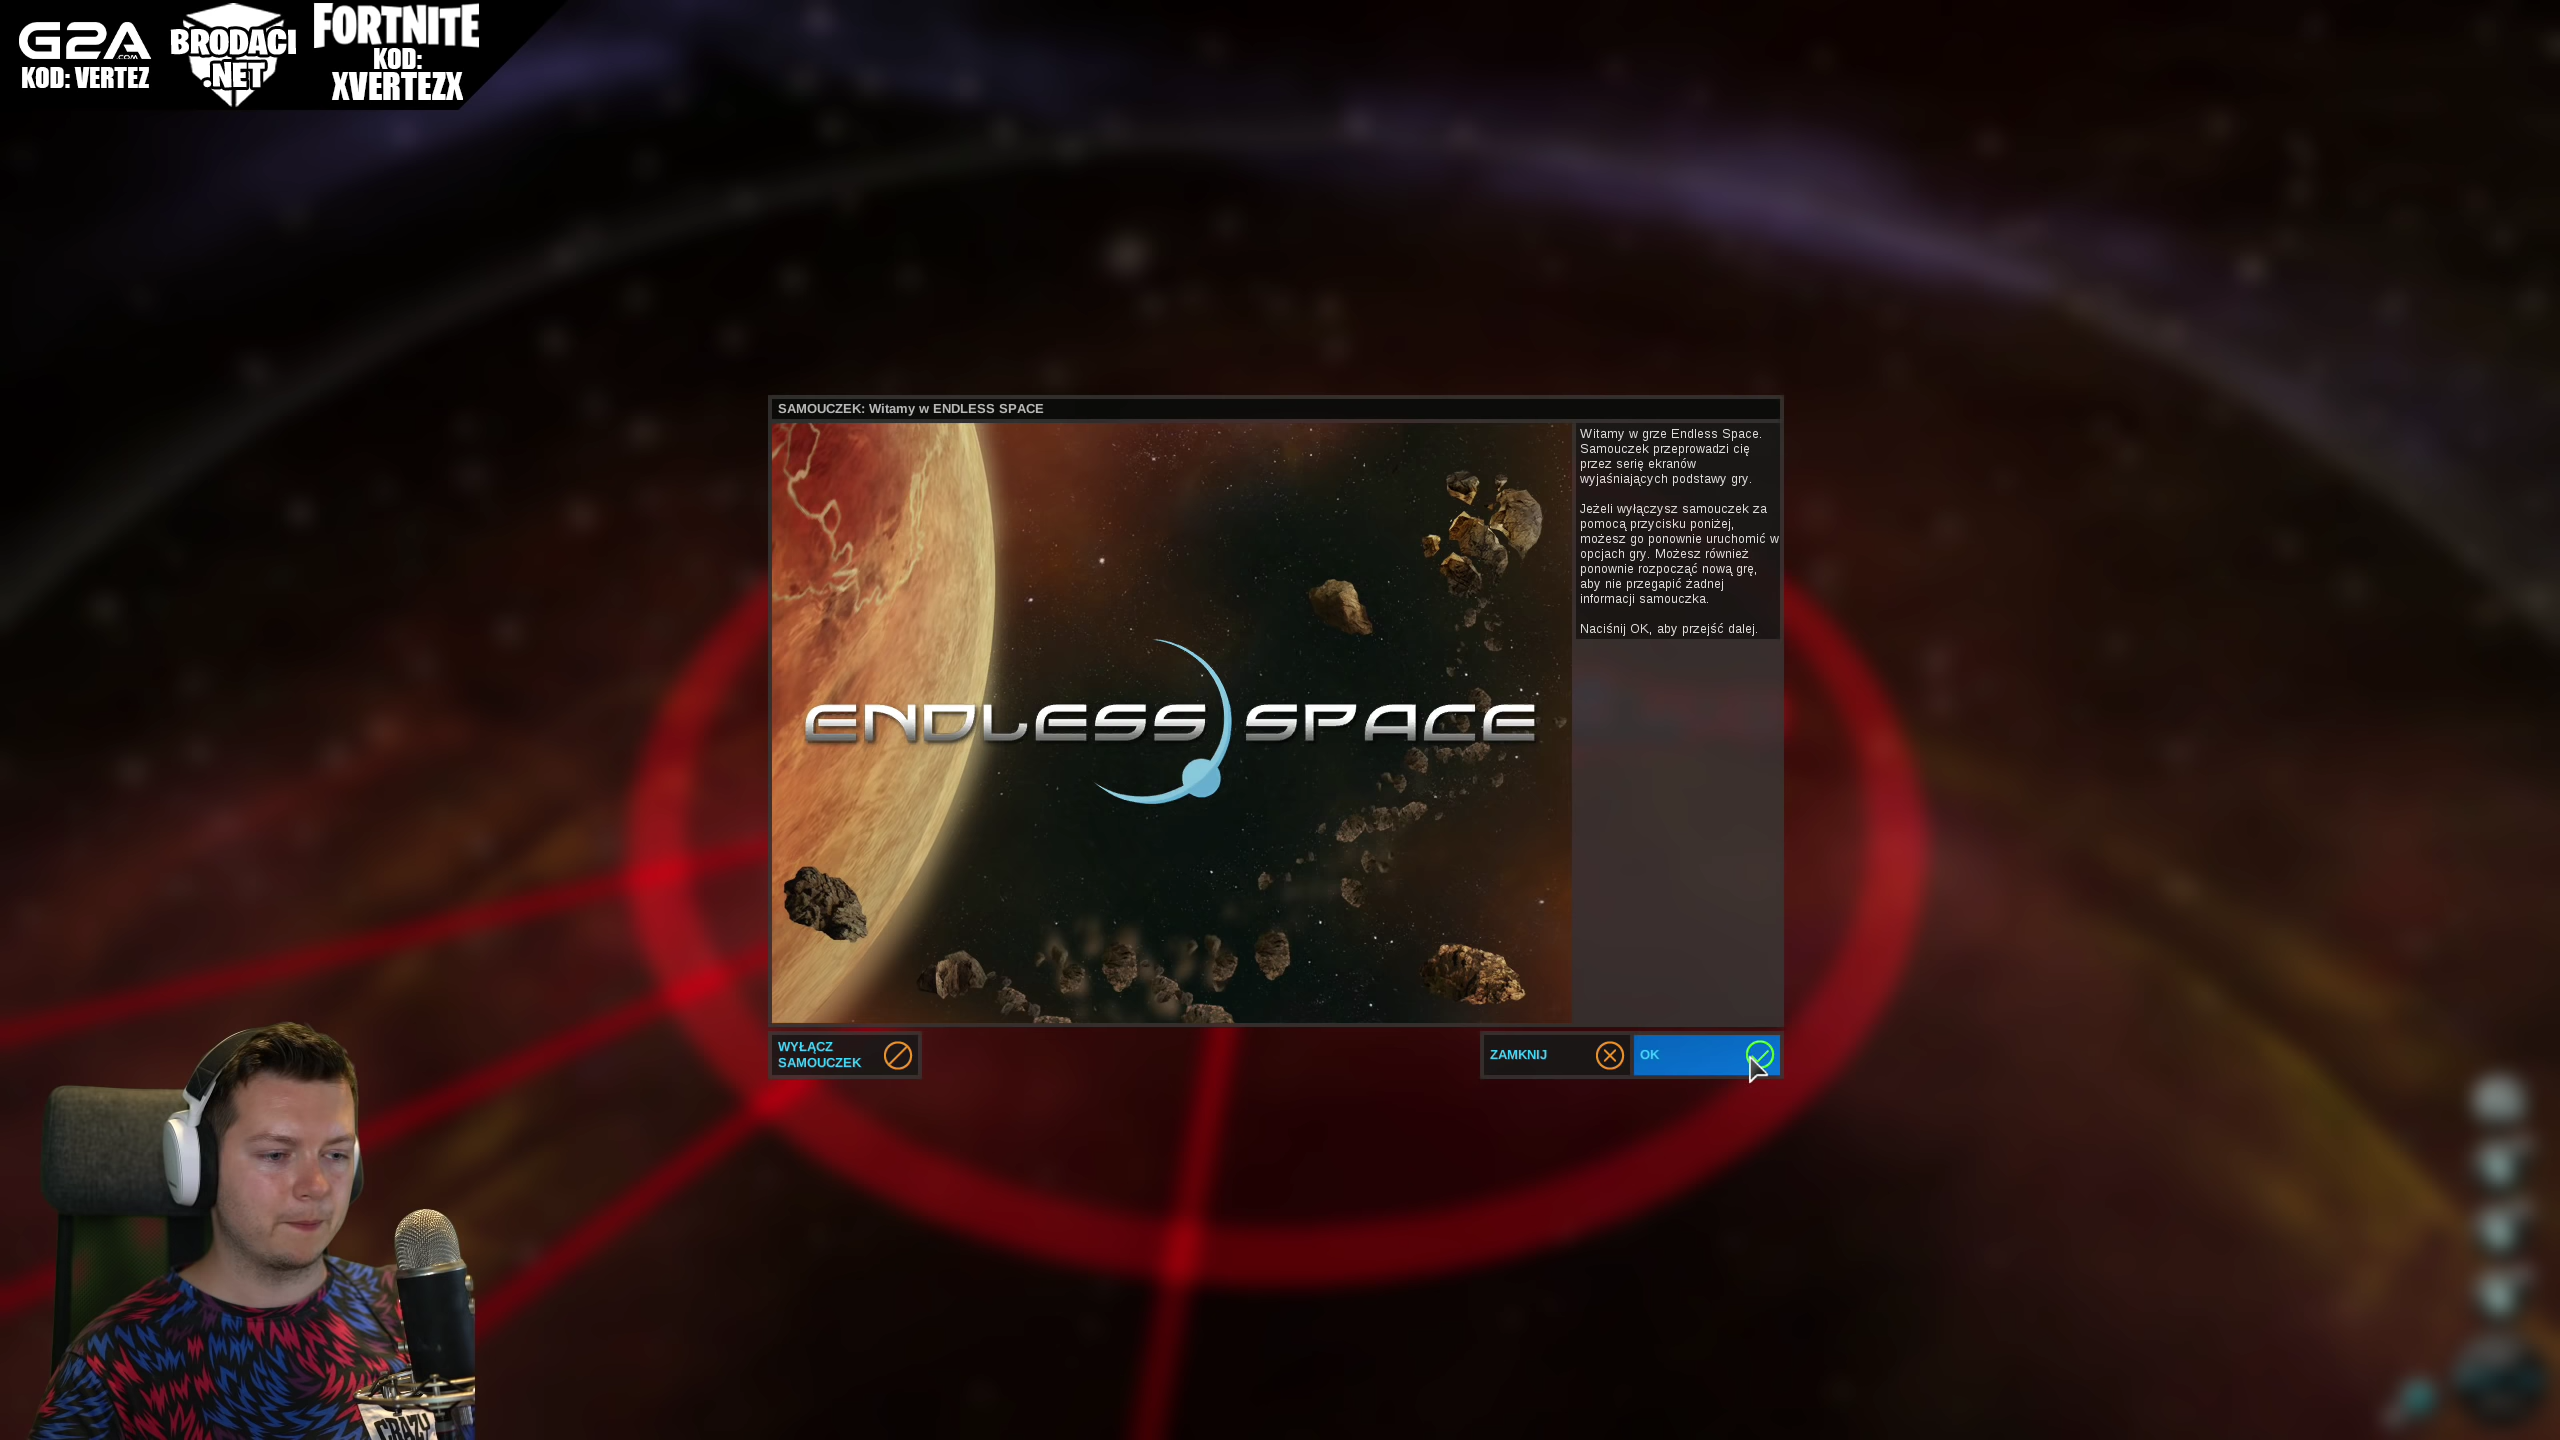 G2A
.COM
KOD: VERTEZ
BRODACI
.NET
FORTNITE
KOD:
XVERTEZX
SAMOUCZEK: Witamy w ENDLESS SPACE
ENDLESS SPACE
Witamy w grze Endless Space.
Samouczek przeprowadzi cię
przez serię ekranów
wyjaśniających podstawy gry.
Jeżeli wyłączysz samouczek za
pomocą przycisku poniżej,
możesz go ponownie uruchomić w
opcjach gry. Możesz również
ponownie rozpocząć nową grę,
aby nie przegapić żadnej
informacji samouczka.
Naciśnij OK, aby przejść dalej.
WYŁĄCZ
SAMOUCZEK
ZAMKNIJ
OK
CRAZY